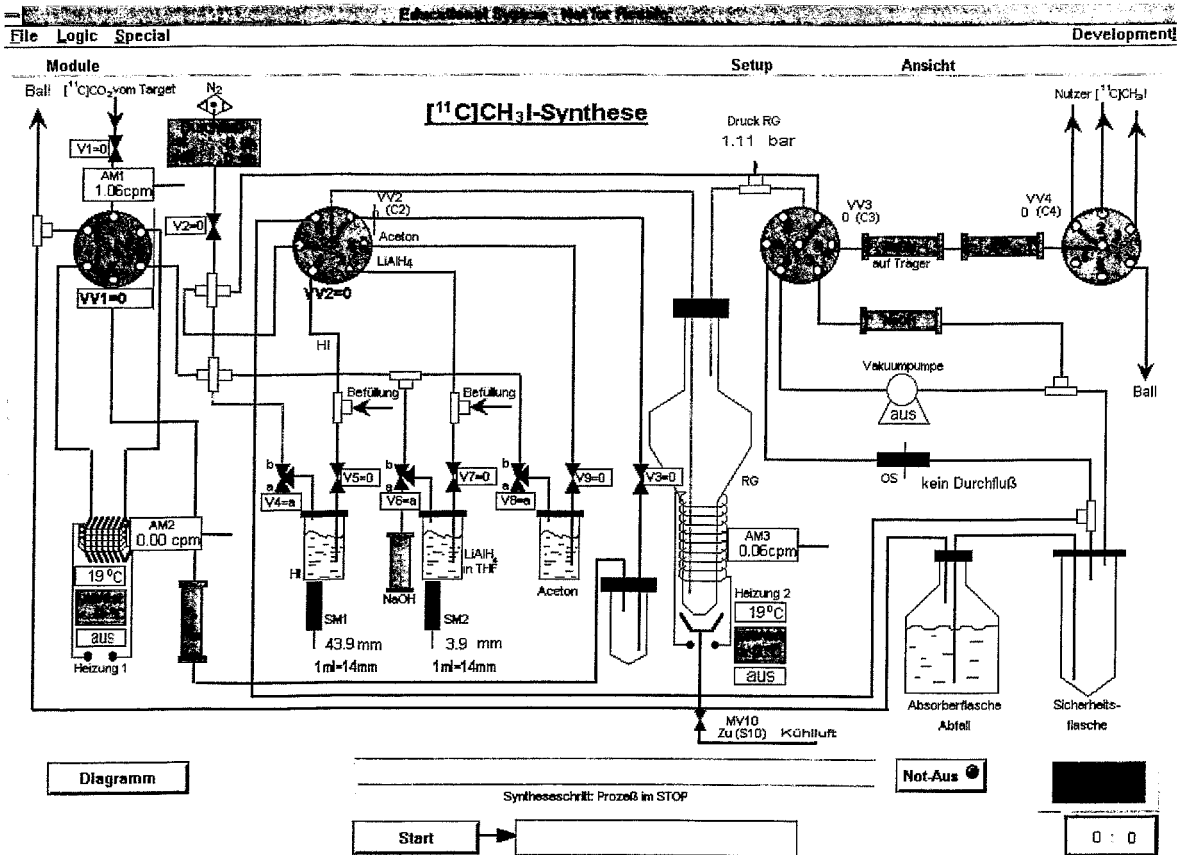 Educational System - Not for Resale
File Logic Special Development!
Module Setup Ansicht
Ball [¹¹C]CO₂ vom Target N₂
[¹¹C]CH₃I-Synthese
Nutzer [¹¹C]CH₃I
Druck RG
1.11 bar
V1=0
AM1
1.06cpm
V2=0
VV2
(C2)
Aceton
LiAlH₄
VV1=0
VV2=0
VV3
0 (C3)
VV4
0 (C4)
auf Träger
HI
NaOH
Befüllung
Befüllung
Vakuumpumpe
aus
Ball
b
a
b
a
b
a
V4=a
V5=0
V6=a
V7=0
V8=a
V9=0
V3=0
RG
OS
kein Durchfluß
AM2
0.00 cpm
19°C
aus
Heizung 1
HI
NaOH
LiAlH₄
in THF
Aceton
SM1
43.9 mm
1ml=14mm
SM2
3.9 mm
1ml=14mm
AM3
0.06cpm
Heizung 2
19°C
aus
MV10
Zu (S10) Kühlluft
Absorberflasche
Abfall
Sicherheits-
flasche
Diagramm
Not-Aus
Syntheseschritt: Prozeß im STOP
Start
0 : 0